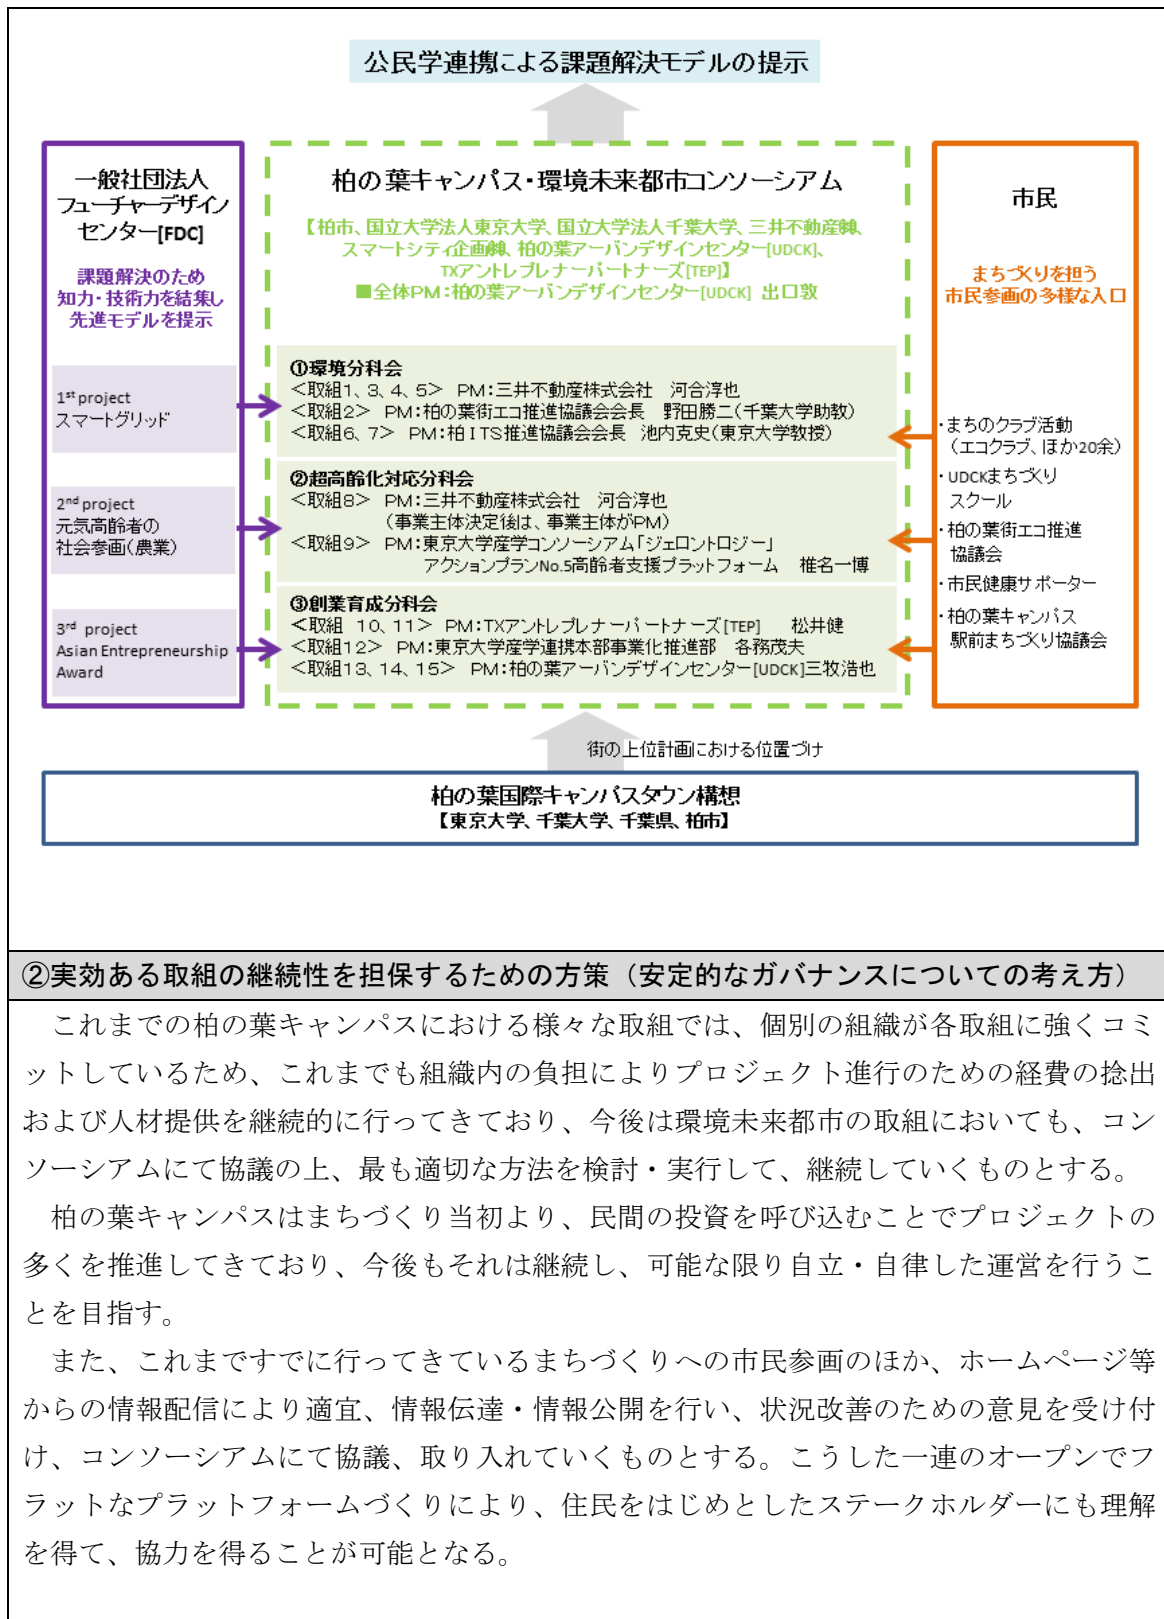 公民学連携による課題解決モデルの提示
一般社団法人
フューチャーデザイン
センター[FDC]
課題解決のため
知力・技術力を結集し
先進モデルを提示
1st project
スマートグリッド
2nd project
元気高齢者の
社会参画(農業)
3rd project
Asian Entrepreneurship
Award
柏の葉キャンパス・環境未来都市コンソーシアム
【柏市、国立大学法人東京大学、国立大学法人千葉大学、三井不動産㈱、
スマートシティ企画㈱、柏の葉アーバンデザインセンター[UDCK]、
TXアントレプレナーパートナーズ[TEP]】
■全体PM:柏の葉アーバンデザインセンター[UDCK] 出口敦
①環境分科会
<取組1、3、4、5> PM:三井不動産株式会社 河合淳也
<取組2> PM:柏の葉街エコ推進協議会会長 野田勝二(千葉大学助教)
<取組6、7> PM:柏ITS推進協議会会長 池内克史(東京大学教授)
②超高齢化対応分科会
<取組8> PM:三井不動産株式会社 河合淳也
(事業主体決定後は、事業主体がPM)
<取組9> PM:東京大学産学コンソーシアム「ジェロントロジー」
アクションプランNo.5高齢者支援プラットフォーム 椎名一博
③創業育成分科会
<取組 10、11> PM:TXアントレプレナーパートナーズ[TEP] 松井健
<取組12> PM:東京大学産学連携本部事業化推進部 各務茂夫
<取組13、14、15> PM:柏の葉アーバンデザインセンター[UDCK]三牧浩也
市民
まちづくりを担う
市民参画の多様な入口
・まちのクラブ活動
(エコクラブ、ほか20余)
・UDCKまちづくり
スクール
・柏の葉街エコ推進
協議会
・市民健康サポーター
・柏の葉キャンパス
駅前まちづくり協議会
街の上位計画における位置づけ
柏の葉国際キャンパスタウン構想
【東京大学、千葉大学、千葉県、柏市】
②実効ある取組の継続性を担保するための方策（安定的なガバナンスについての考え方）
これまでの柏の葉キャンパスにおける様々な取組では、個別の組織が各取組に強くコミ
ットしているため、これまでも組織内の負担によりプロジェクト進行のための経費の捻出
および人材提供を継続的に行ってきており、今後は環境未来都市の取組においても、コン
ソーシアムにて協議の上、最も適切な方法を検討・実行して、継続していくものとする。
柏の葉キャンパスはまちづくり当初より、民間の投資を呼び込むことでプロジェクトの
多くを推進してきており、今後もそれは継続し、可能な限り自立・自律した運営を行うこ
とを目指す。
また、これまですでに行ってきているまちづくりへの市民参画のほか、ホームページ等
からの情報配信により適宜、情報伝達・情報公開を行い、状況改善のための意見を受け付
け、コンソーシアムにて協議、取り入れていくものとする。こうした一連のオープンでフ
ラットなプラットフォームづくりにより、住民をはじめとしたステークホルダーにも理解
を得て、協力を得ることが可能となる。